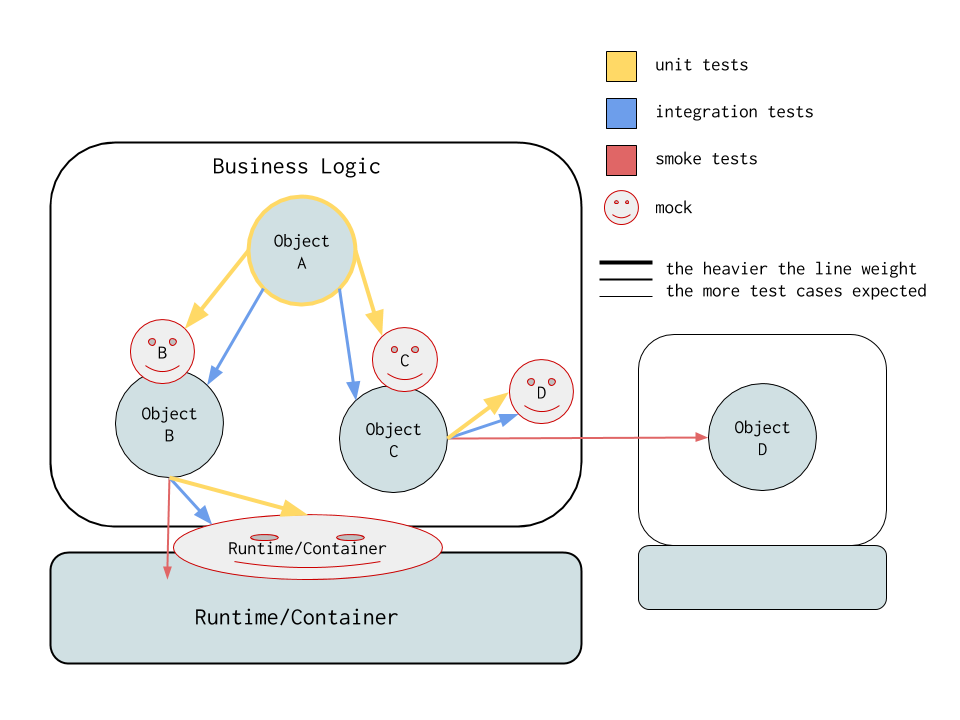 unit tests
integration tests
smoke tests
mock
the heavier the line weight
the more test cases expected
Business Logic
Object
A
B
C
D
Object
B
Object
C
Object
D
Runtime/Container
Runtime/Container